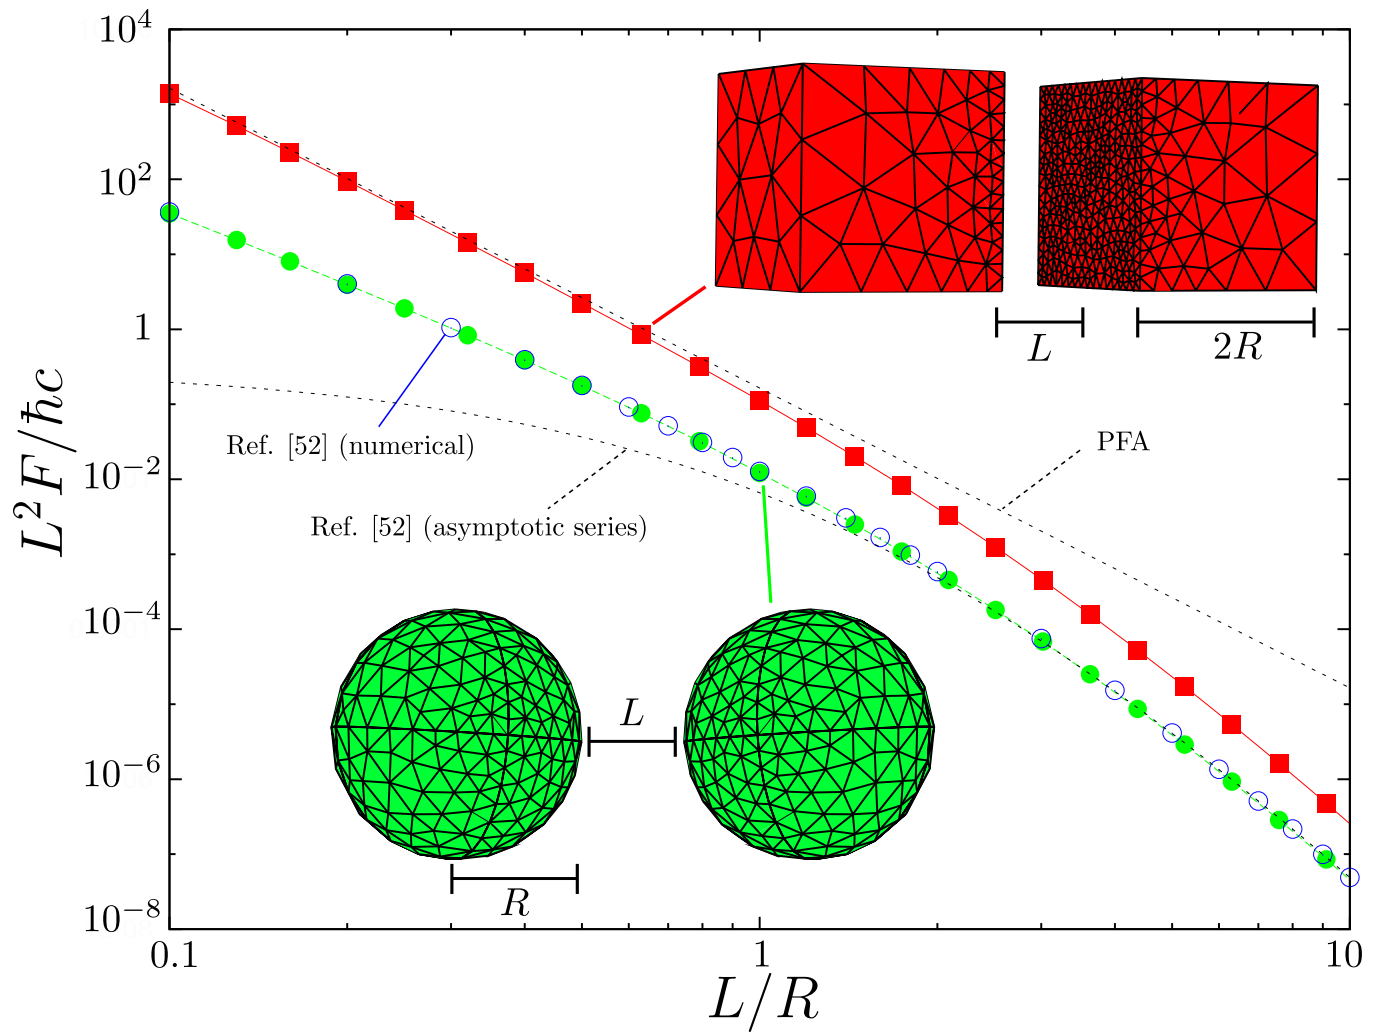 10^4
10^2
1
10^-2
10^-4
10^-6
10^-8
L^2 F/ħc
L
2R
PFA
Ref. [52] (numerical)
Ref. [52] (asymptotic series)
L
R
0.1
1
10
L/R